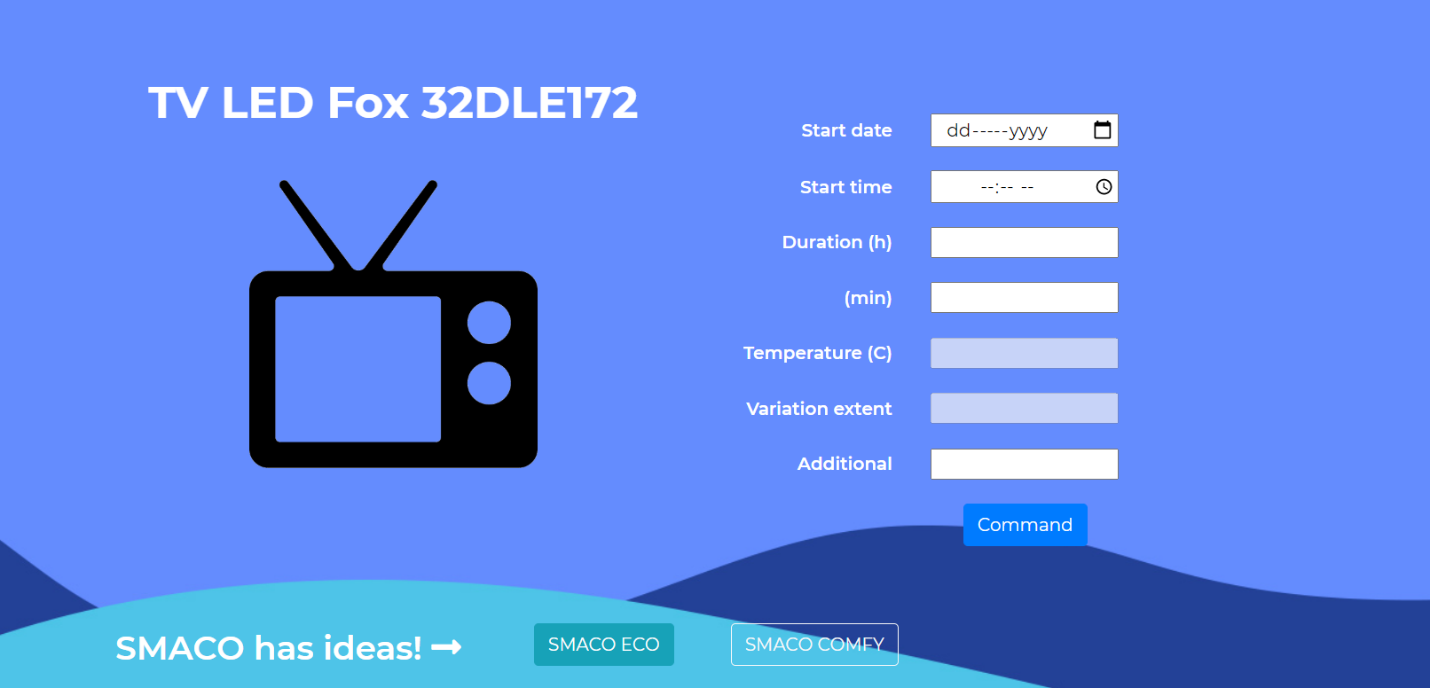 TV LED Fox 32DLE172
Start date
dd-----yyyy
Start time
--:-- --
Duration (h)
(min)
Temperature (C)
Variation extent
Additional
Command
SMACO has ideas! →
SMACO ECO
SMACO COMFY